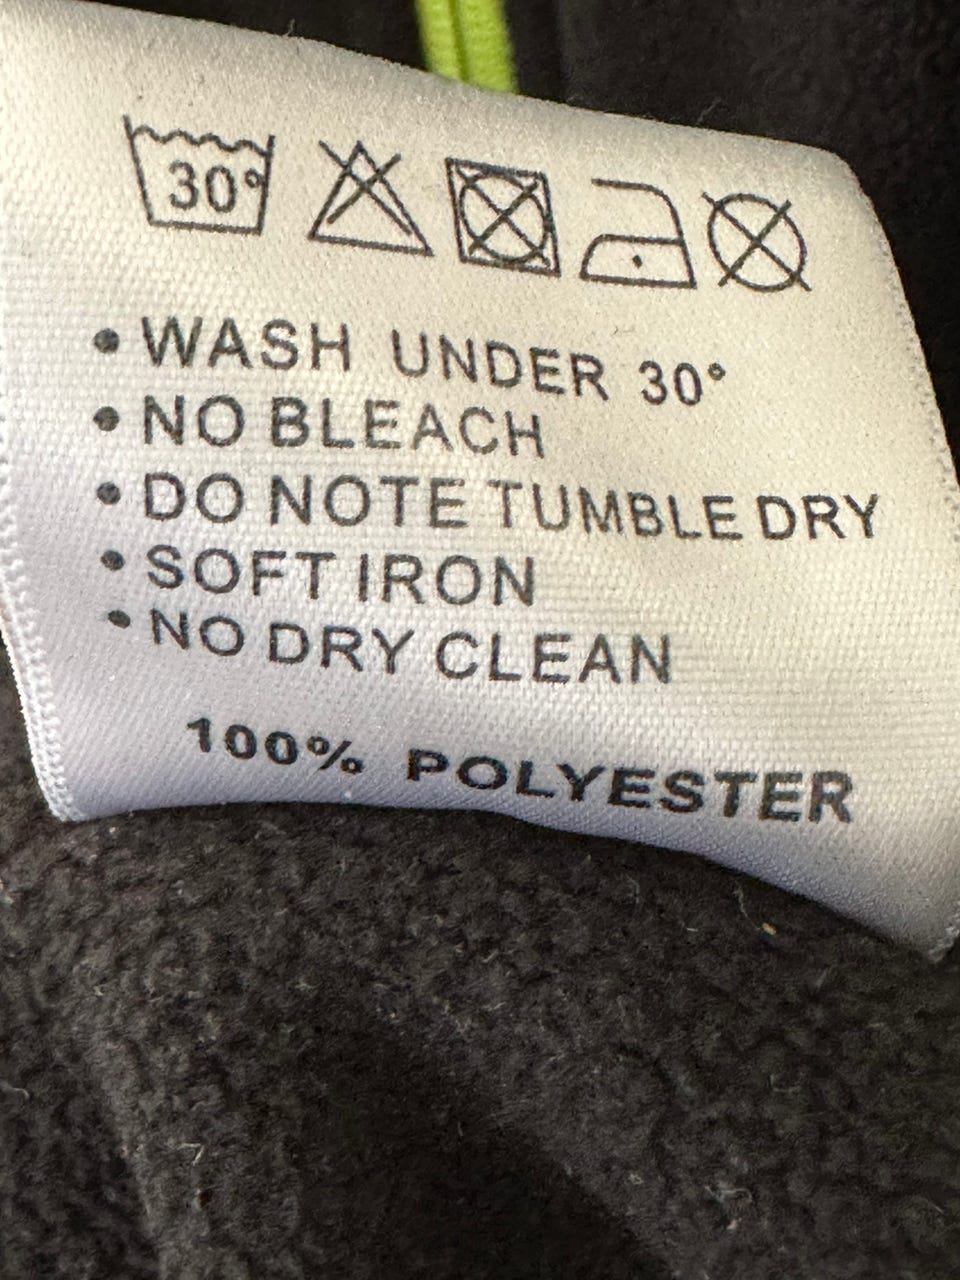 30°
• WASH UNDER 30°
• NO BLEACH
• DO NOTE TUMBLE DRY
• SOFT IRON
• NO DRY CLEAN
100% POLYESTER